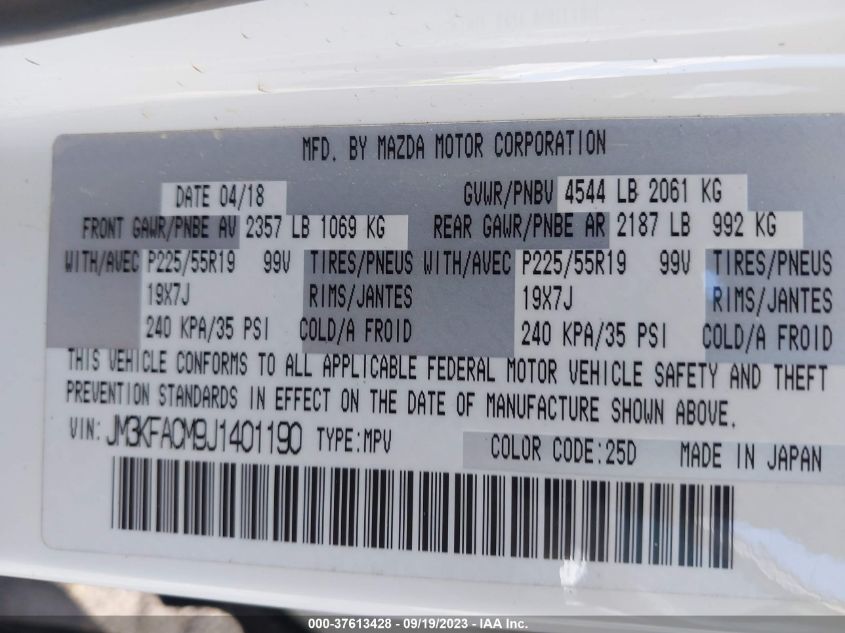 MFD. BY MAZDA MOTOR CORPORATION
DATE 04/18 GVWR/PNBV 4544 LB 2061 KG
FRONT GAWR/PNBE AV 2357 LB 1069 KG REAR GAWR/PNBE AR 2187 LB 992 KG
WITH/AVEC P225/55R19 99V TIRES/PNEUS WITH/AVEC P225/55R19 99V TIRES/PNEUS
19X7J RIMS/JANTES 19X7J RIMS/JANTES
240 KPA/35 PSI COLD/A FROID 240 KPA/35 PSI COLD/A FROID
THIS VEHICLE CONFORMS TO ALL APPLICABLE FEDERAL MOTOR VEHICLE SAFETY AND THEFT
PREVENTION STANDARDS IN EFFECT ON THE DATE OF MANUFACTURE SHOWN ABOVE.
VIN: JM3KFACM9J1401190 TYPE:MPV COLOR CODE:25D MADE IN JAPAN
000-37613428 - 09/19/2023 - IAA Inc.